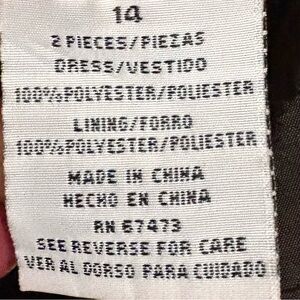 14
2 PIECES/PIEZAS
DRESS/VESTIDO
100%POLYESTER/POLIESTER
LINING/FORRO
100%POLYESTER/POLIESTER
MADE IN CHINA
HECHO EN CHINA
RN 67473
SEE REVERSE FOR CARE
VER AL DORSO PARA CUIDADO